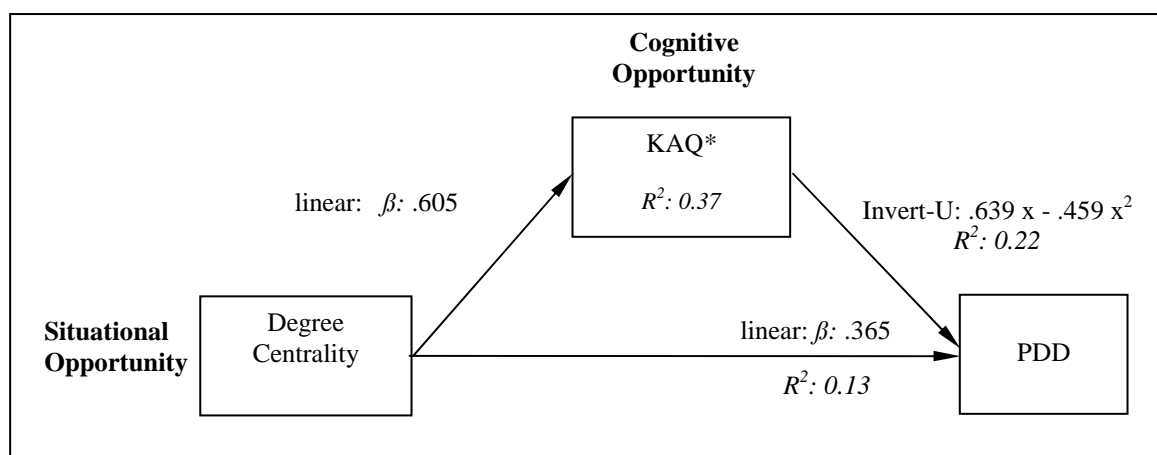 Cognitive
Opportunity
KAQ*
R²: 0.37
linear: β: .605
Invert-U: .639 x - .459 x²
R²: 0.22
Situational
Opportunity
Degree
Centrality
linear: β: .365
R²: 0.13
PDD